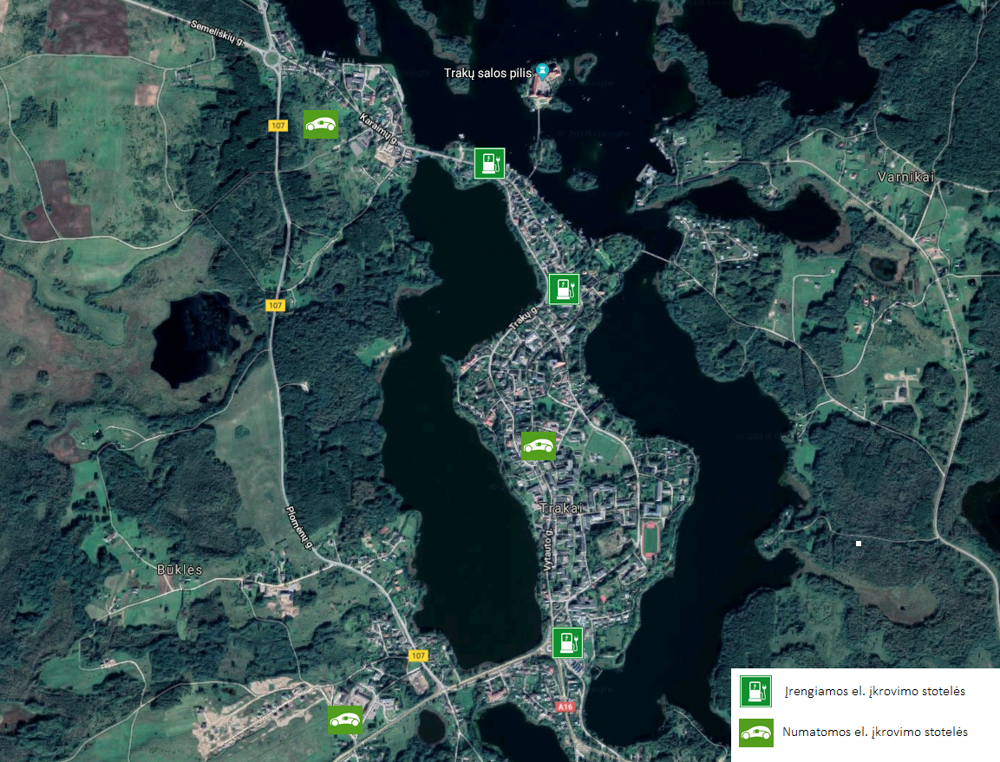 Semeliškių g.
Trakų salos pilis
107
Karaimų g.
Varnikai
107
Trakų g.
Plomėnų g.
Trakai
Vytauto g.
Būklės
107
A16
Įrengiamos el. įkrovimo stotelės
Numatomos el. įkrovimo stotelės